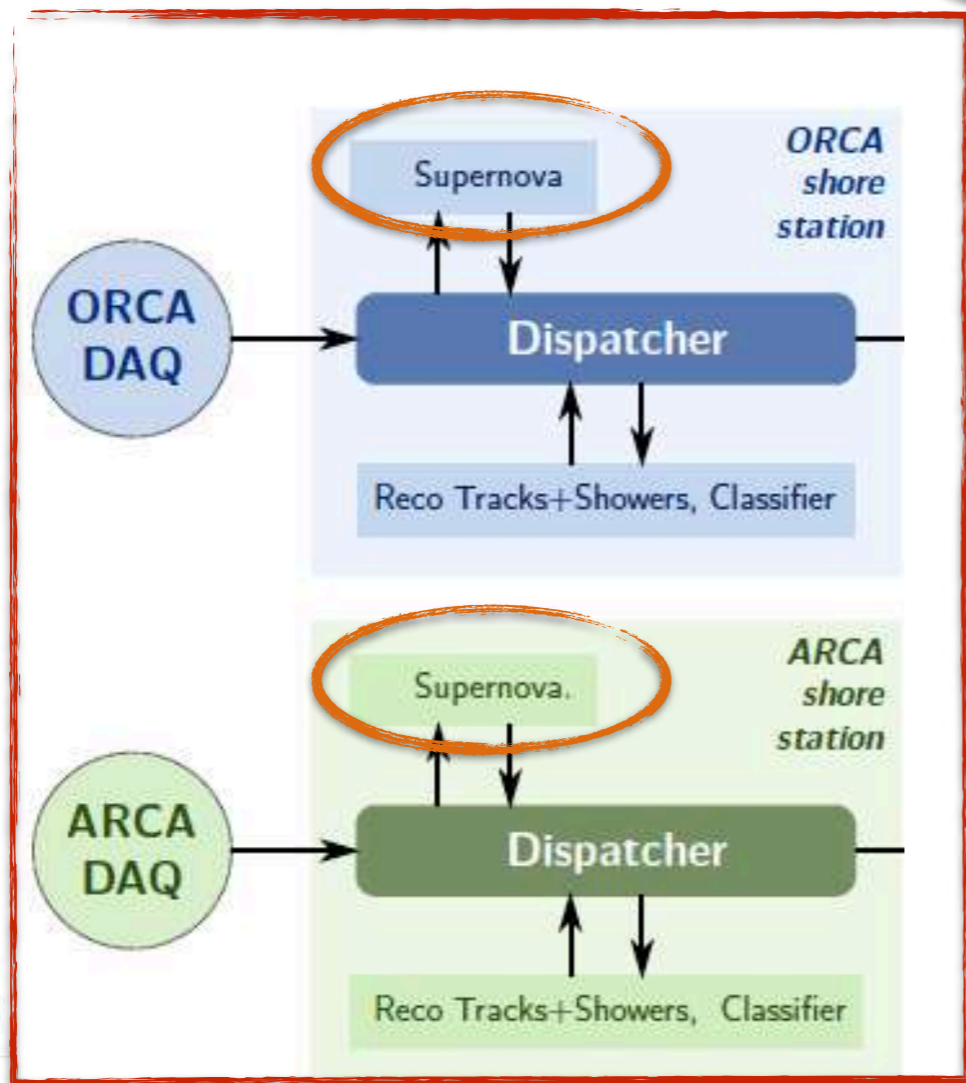 ORCA
shore
station
Supernova
ORCA
DAQ
Dispatcher
Reco Tracks+Showers, Classifier
ARCA
shore
station
Supernova.
ARCA
DAQ
Dispatcher
Reco Tracks+Showers, Classifier